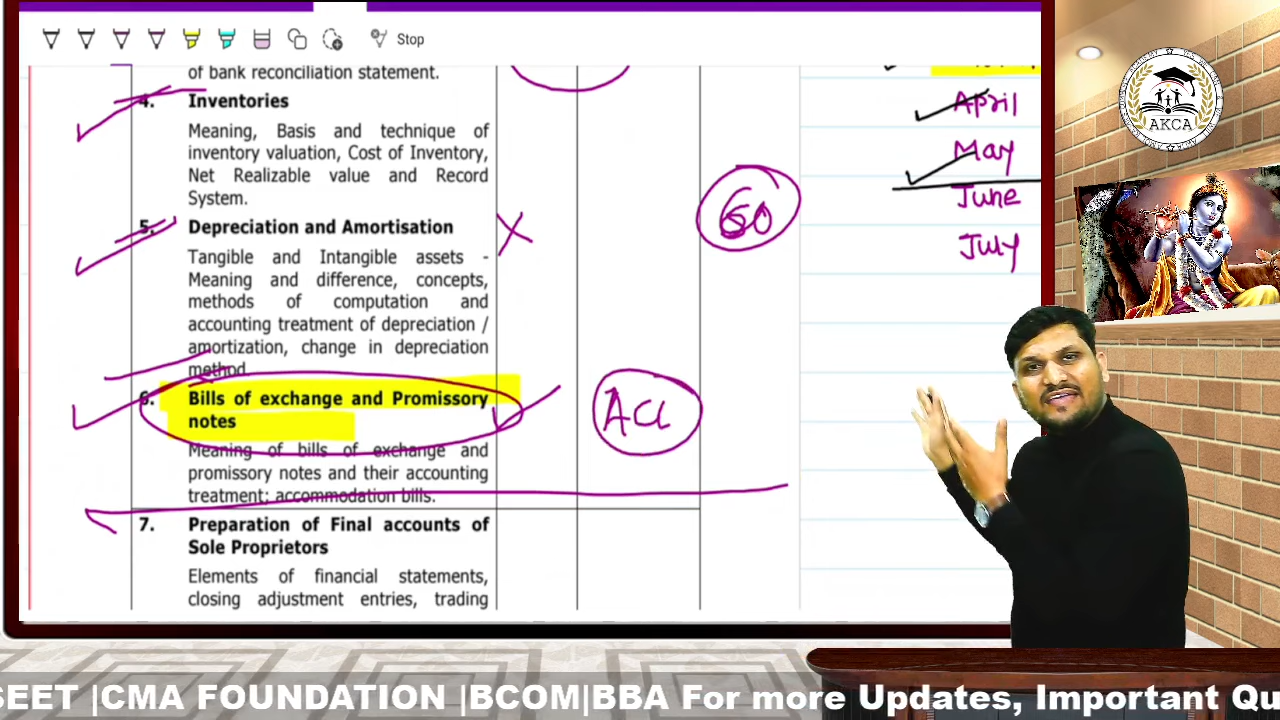 Stop
of bank reconciliation statement.
4. Inventories
Meaning, Basis and technique of
inventory valuation, Cost of Inventory,
Net Realizable value and Record
System.
5. Depreciation and Amortisation
Tangible and Intangible assets -
Meaning and difference, concepts,
methods of computation and
accounting treatment of depreciation /
amortization, change in depreciation
method.
6. Bills of exchange and Promissory
notes
Meaning of bills of exchange and
promissory notes and their accounting
treatment; accommodation bills.
7. Preparation of Final accounts of
Sole Proprietors
Elements of financial statements,
closing adjustment entries, trading
60
April
May
June
July
AKCA
SEET |CMA FOUNDATION |BCOM|BBA For more Updates, Important Qu